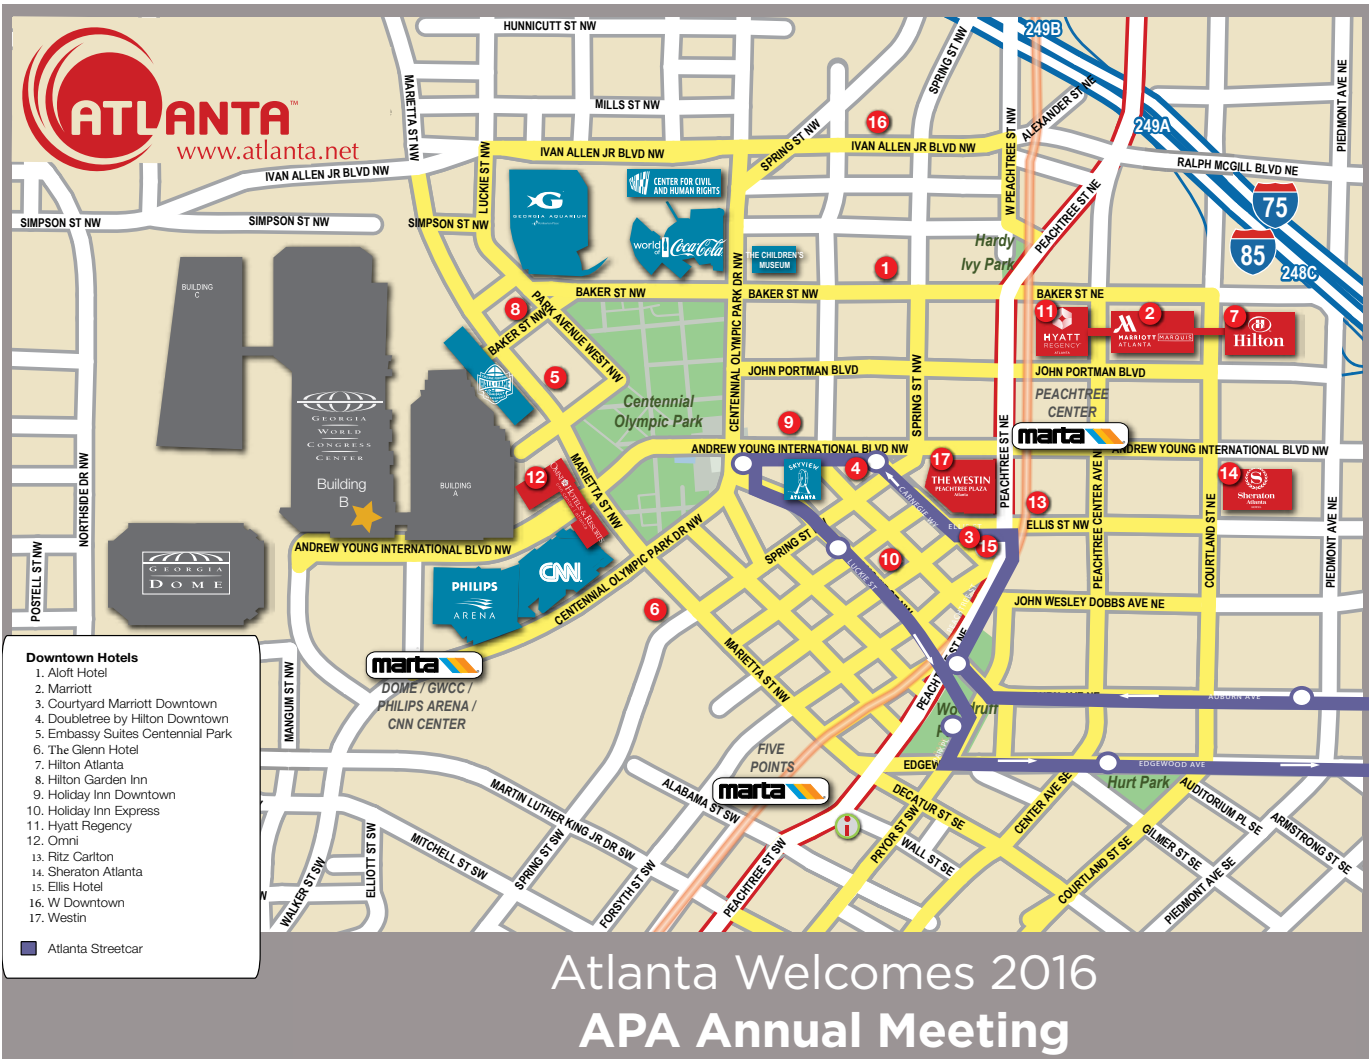 HUNNICUTT ST NW
249B
ATLANTA™
www.atlanta.net
MARIETTA ST NW
MILLS ST NW
SPRING ST NW
W PEACHTREE ST NW
ALEXANDER ST NE
PIEDMONT AVE NE
249A
16
IVAN ALLEN JR BLVD NW
SPRING ST NW
IVAN ALLEN JR BLVD NW
RALPH MCGILL BLVD NE
IVAN ALLEN JR BLVD NW
LUCKIE ST NW
CENTER FOR CIVIL
AND HUMAN RIGHTS
G
GEORGIA AQUARIUM
PEACHTREE ST NE
75
SIMPSON ST NW
SIMPSON ST NW
SIMPSON ST NW
world
of
Coca-Cola
Hardy
Ivy Park
85
248C
THE CHILDREN'S
MUSEUM
1
BUILDING
C
BAKER ST NW
BAKER ST NW
BAKER ST NE
CENTENNIAL OLYMPIC PARK DR NW
8
PARK AVENUE WEST NW
BAKER ST NW
11
HYATT
REGENCY
ATLANTA
2
MARRIOTT MARQUIS
ATLANTA
7
Hilton
HALL OF FAME
5
JOHN PORTMAN BLVD
JOHN PORTMAN BLVD
SPRING ST NW
PEACHTREE ST NE
PEACHTREE
CENTER
marta
Centennial
Olympic Park
GEORGIA
WORLD
CONGRESS
CENTER
9
ANDREW YOUNG INTERNATIONAL BLVD NW
ANDREW YOUNG INTERNATIONAL BLVD NW
Building
B
BUILDING
A
12
OMNI HOTELS & RESORTS
MARIETTA ST NW
SKYVIEW
ATLANTA
4
CARNEGIE WY
17
THE WESTIN
PEACHTREE PLAZA
Atlanta
14
Sheraton
Atlanta
13
ELLIS ST NW
3
15
NORTHSIDE DR NW
PEACHTREE CENTER AVE N
COURTLAND ST NE
PIEDMONT AVE NE
ANDREW YOUNG INTERNATIONAL BLVD NW
CENTENNIAL OLYMPIC PARK DR NW
SPRING ST
LUCKIE ST
10
GEORGIA
DOME
POSTELL ST NW
PHILIPS
ARENA
CNN
6
JOHN WESLEY DOBBS AVE NE
marta
DOME / GWCC /
PHILIPS ARENA /
CNN CENTER
MARIETTA ST NW
MANGUM ST NW
AUBURN AVE
FIVE
POINTS
marta
EDGEWOOD AVE
Hurt Park
ALABAMA ST SW
MARTIN LUTHER KING JR DR SW
MITCHELL ST SW
SPRING ST SW
FORSYTH ST SW
PEACHTREE ST SW
i
DECATUR ST SE
PRYOR ST SW
WALL ST SE
CENTER AVE SE
COURTLAND ST SE
AUDITORIUM PL SE
GILMER ST SE
ARMSTRONG ST SE
PIEDMONT AVE SE
WALKER ST SW
ELLIOTT ST SW
Downtown Hotels
1. Aloft Hotel
2. Marriott
3. Courtyard Marriott Downtown
4. Doubletree by Hilton Downtown
5. Embassy Suites Centennial Park
6. The Glenn Hotel
7. Hilton Atlanta
8. Hilton Garden Inn
9. Holiday Inn Downtown
10. Holiday Inn Express
11. Hyatt Regency
12. Omni
13. Ritz Carlton
14. Sheraton Atlanta
15. Ellis Hotel
16. W Downtown
17. Westin
Atlanta Streetcar
Atlanta Welcomes 2016
APA Annual Meeting